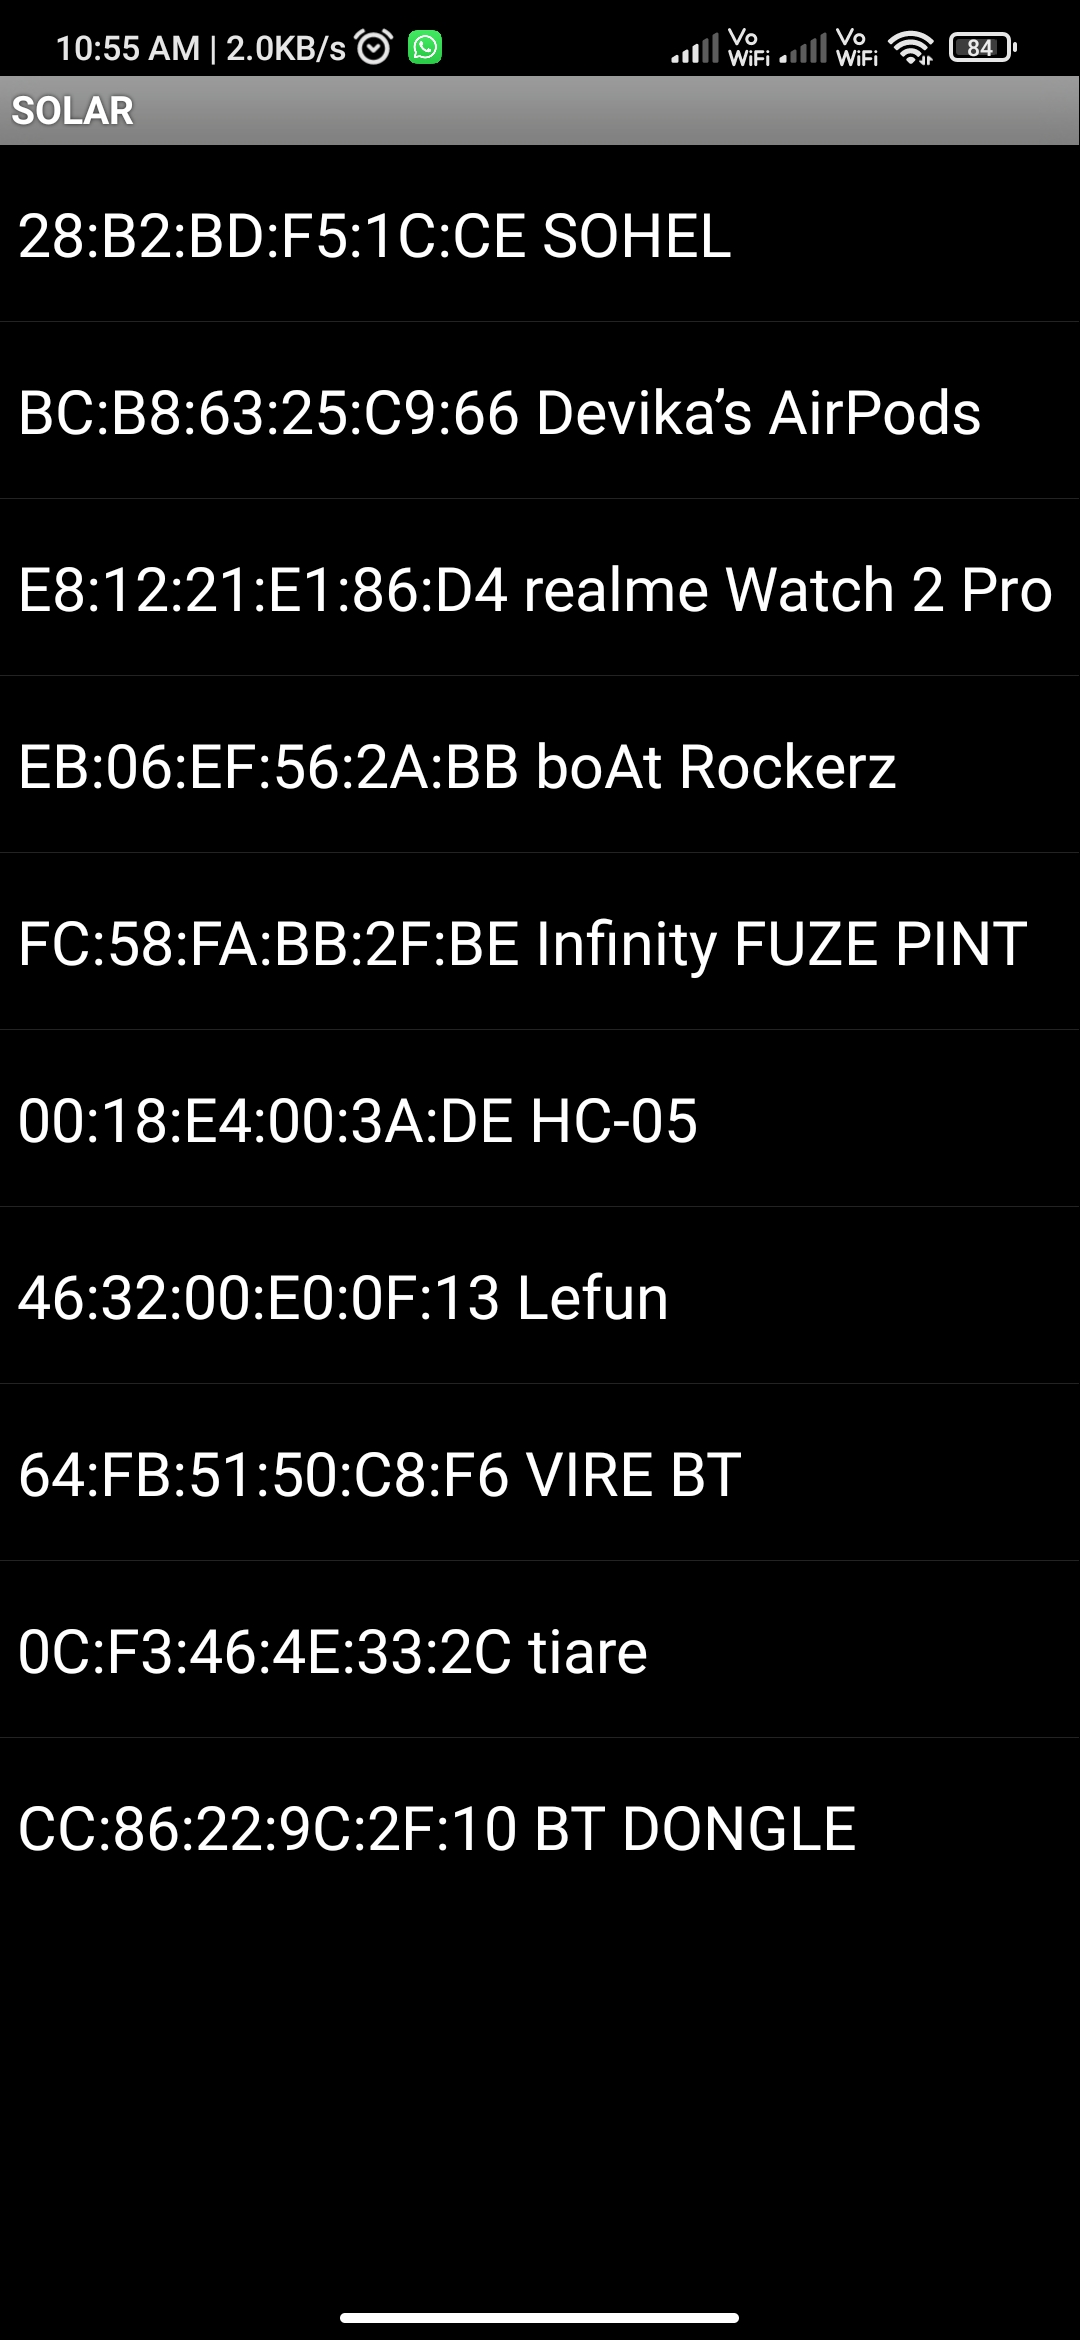 10:55 AM | 2.0KB/s Vo WiFi Vo WiFi 84
SOLAR
28:B2:BD:F5:1C:CE SOHEL
BC:B8:63:25:C9:66 Devika’s AirPods
E8:12:21:E1:86:D4 realme Watch 2 Pro
EB:06:EF:56:2A:BB boAt Rockerz
FC:58:FA:BB:2F:BE Infinity FUZE PINT
00:18:E4:00:3A:DE HC-05
46:32:00:E0:0F:13 Lefun
64:FB:51:50:C8:F6 VIRE BT
0C:F3:46:4E:33:2C tiare
CC:86:22:9C:2F:10 BT DONGLE